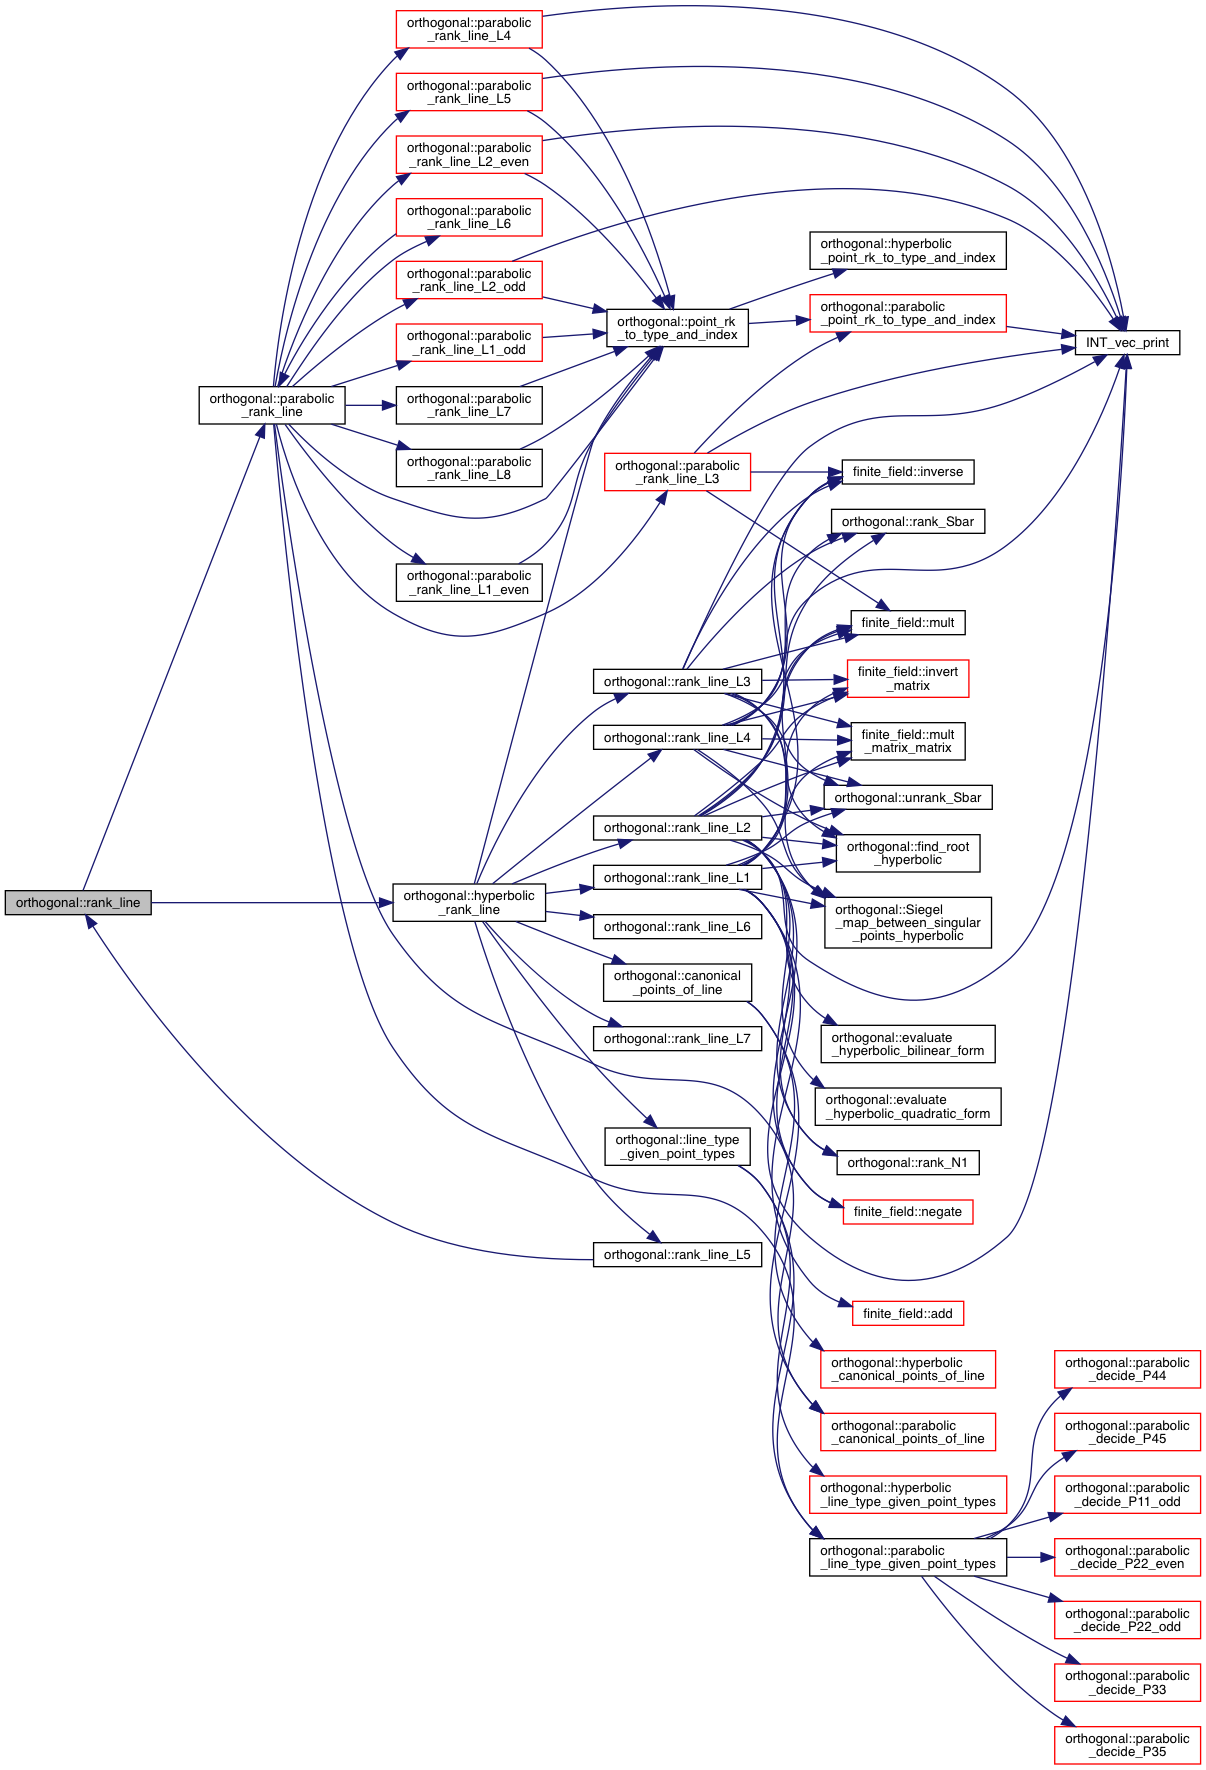 orthogonal::parabolic
_rank_line_L4
orthogonal::parabolic
_rank_line_L5
orthogonal::parabolic
_rank_line_L2_even
orthogonal::parabolic
_rank_line_L6
orthogonal::parabolic
_rank_line_L2_odd
orthogonal::parabolic
_rank_line_L1_odd
orthogonal::parabolic
_rank_line
orthogonal::parabolic
_rank_line_L7
orthogonal::parabolic
_rank_line_L8
orthogonal::parabolic
_rank_line_L1_even
orthogonal::point_rk
_to_type_and_index
orthogonal::hyperbolic
_point_rk_to_type_and_index
orthogonal::parabolic
_point_rk_to_type_and_index
INT_vec_print
orthogonal::parabolic
_rank_line_L3
finite_field::inverse
orthogonal::rank_Sbar
finite_field::mult
orthogonal::rank_line_L3
finite_field::invert
_matrix
orthogonal::rank_line_L4
finite_field::mult
_matrix_matrix
orthogonal::unrank_Sbar
orthogonal::rank_line_L2
orthogonal::find_root
_hyperbolic
orthogonal::rank_line_L1
orthogonal::rank_line
orthogonal::hyperbolic
_rank_line
orthogonal::Siegel
_map_between_singular
_points_hyperbolic
orthogonal::rank_line_L6
orthogonal::canonical
_points_of_line
orthogonal::rank_line_L7
orthogonal::evaluate
_hyperbolic_bilinear_form
orthogonal::evaluate
_hyperbolic_quadratic_form
orthogonal::line_type
_given_point_types
orthogonal::rank_N1
finite_field::negate
orthogonal::rank_line_L5
finite_field::add
orthogonal::hyperbolic
_canonical_points_of_line
orthogonal::parabolic
_canonical_points_of_line
orthogonal::hyperbolic
_line_type_given_point_types
orthogonal::parabolic
_line_type_given_point_types
orthogonal::parabolic
_decide_P44
orthogonal::parabolic
_decide_P45
orthogonal::parabolic
_decide_P11_odd
orthogonal::parabolic
_decide_P22_even
orthogonal::parabolic
_decide_P22_odd
orthogonal::parabolic
_decide_P33
orthogonal::parabolic
_decide_P35